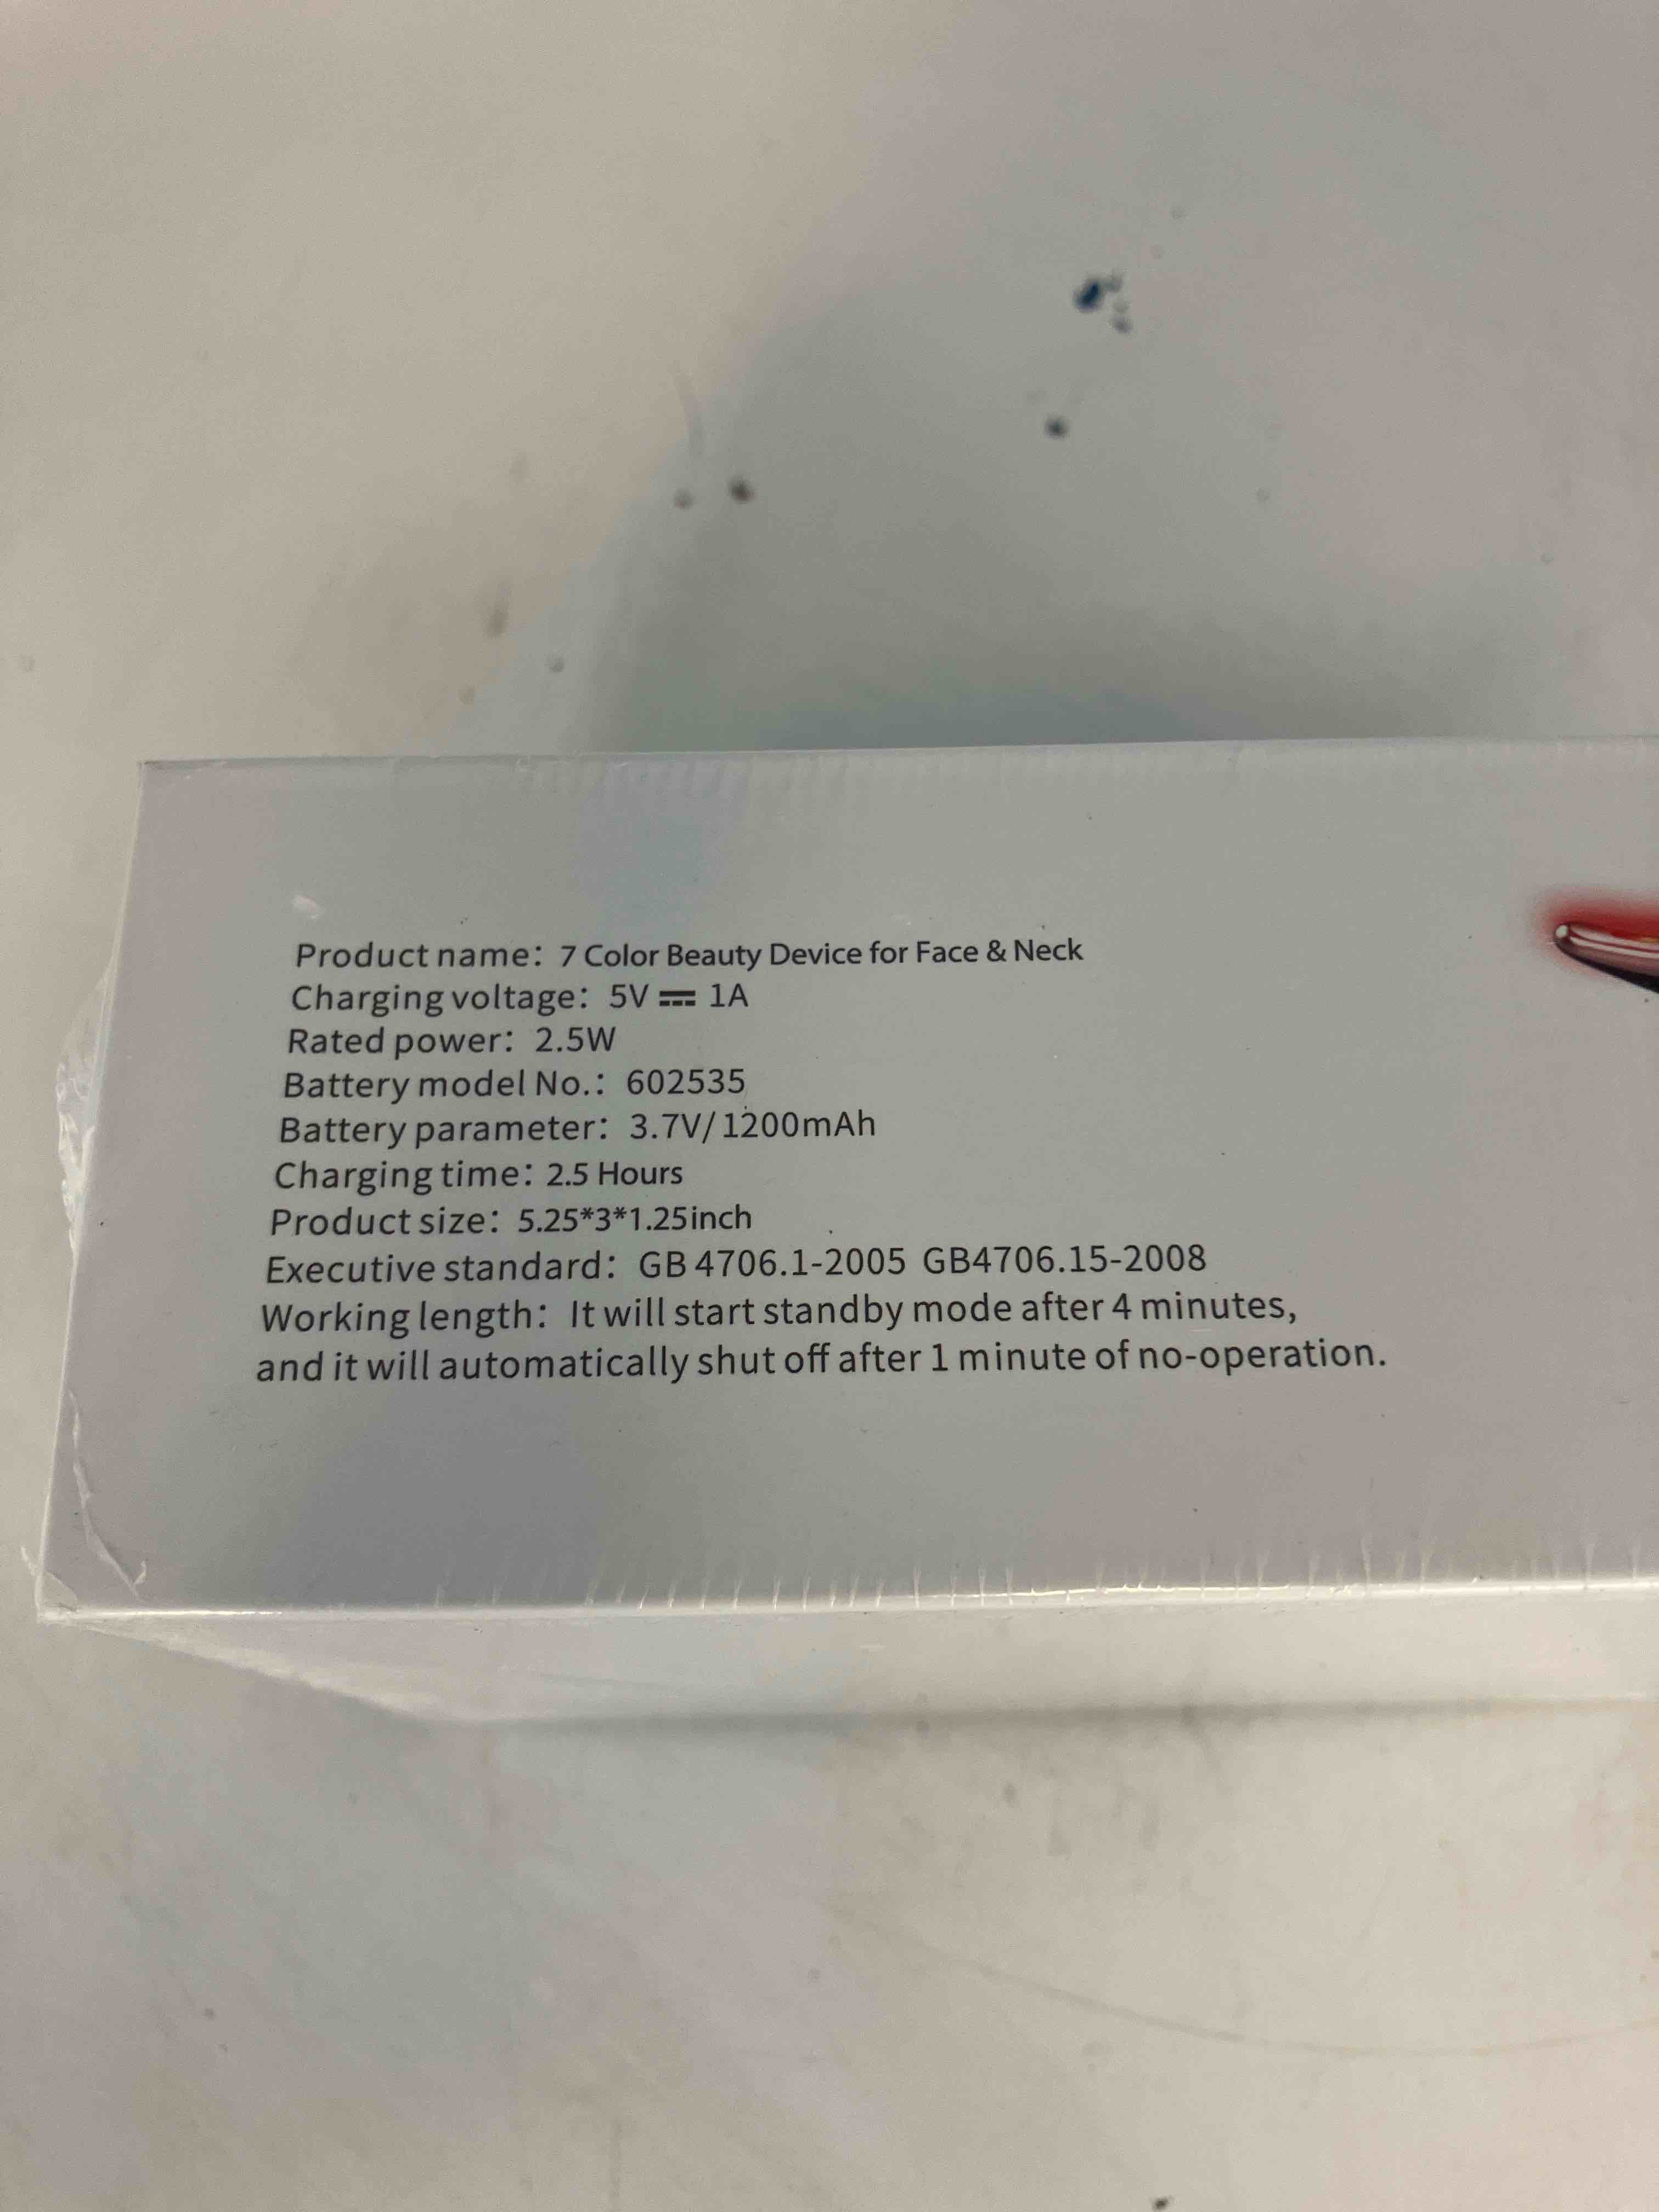 Product name: 7 Color Beauty Device for Face & Neck
Charging voltage: 5V ⎓ 1A
Rated power: 2.5W
Battery model No.: 602535
Battery parameter: 3.7V/1200mAh
Charging time: 2.5 Hours
Product size: 5.25*3*1.25inch
Executive standard: GB 4706.1-2005 GB4706.15-2008
Working length: It will start standby mode after 4 minutes,
and it will automatically shut off after 1 minute of no-operation.